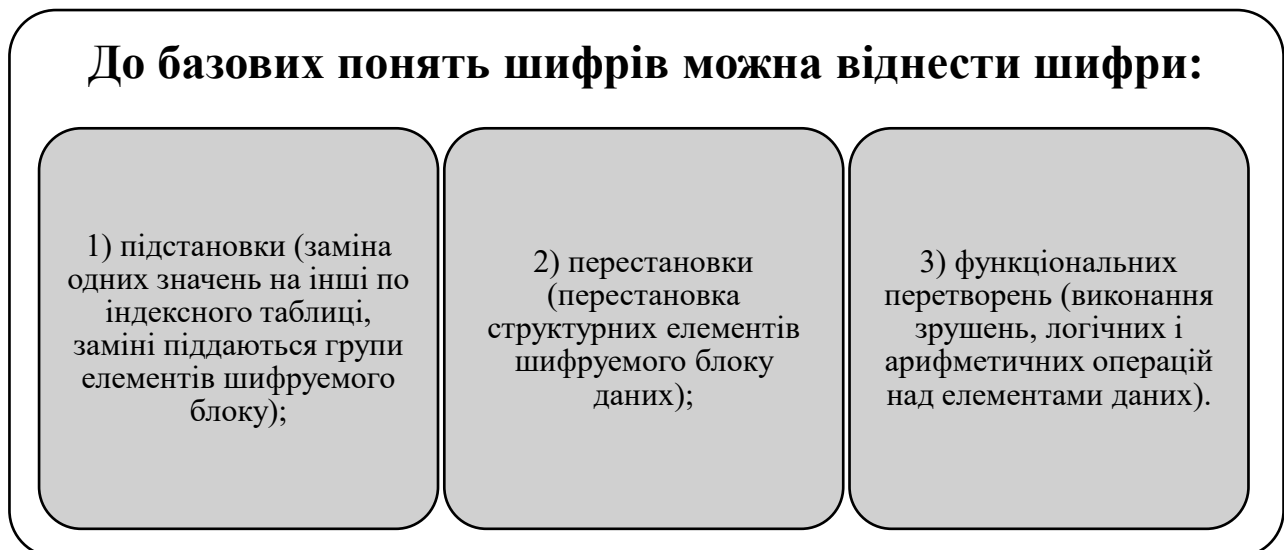 До базових понять шифрів можна віднести шифри:
1) підстановки (заміна
одних значень на інші по
індексного таблиці,
заміні піддаються групи
елементів шифруемого
блоку);
2) перестановки
(перестановка
структурних елементів
шифруемого блоку
даних);
3) функціональних
перетворень (виконання
зрушень, логічних і
арифметичних операцій
над елементами даних).